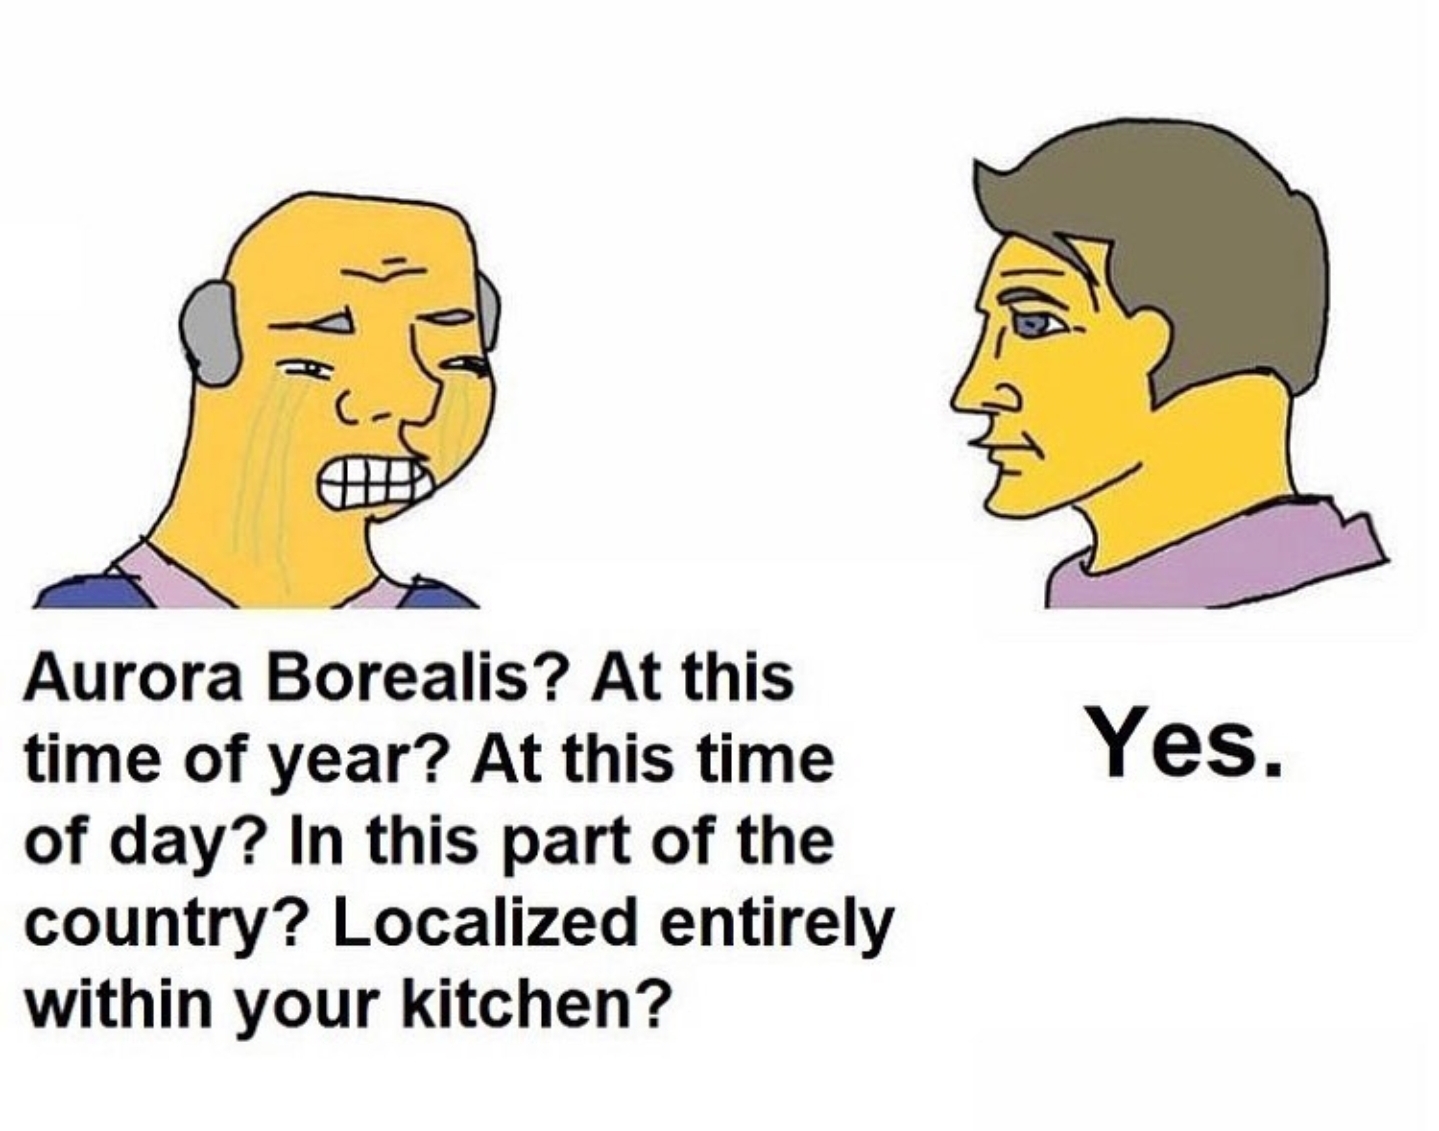 Aurora Borealis? At this
time of year? At this time
of day? In this part of the
country? Localized entirely
within your kitchen?
Yes.